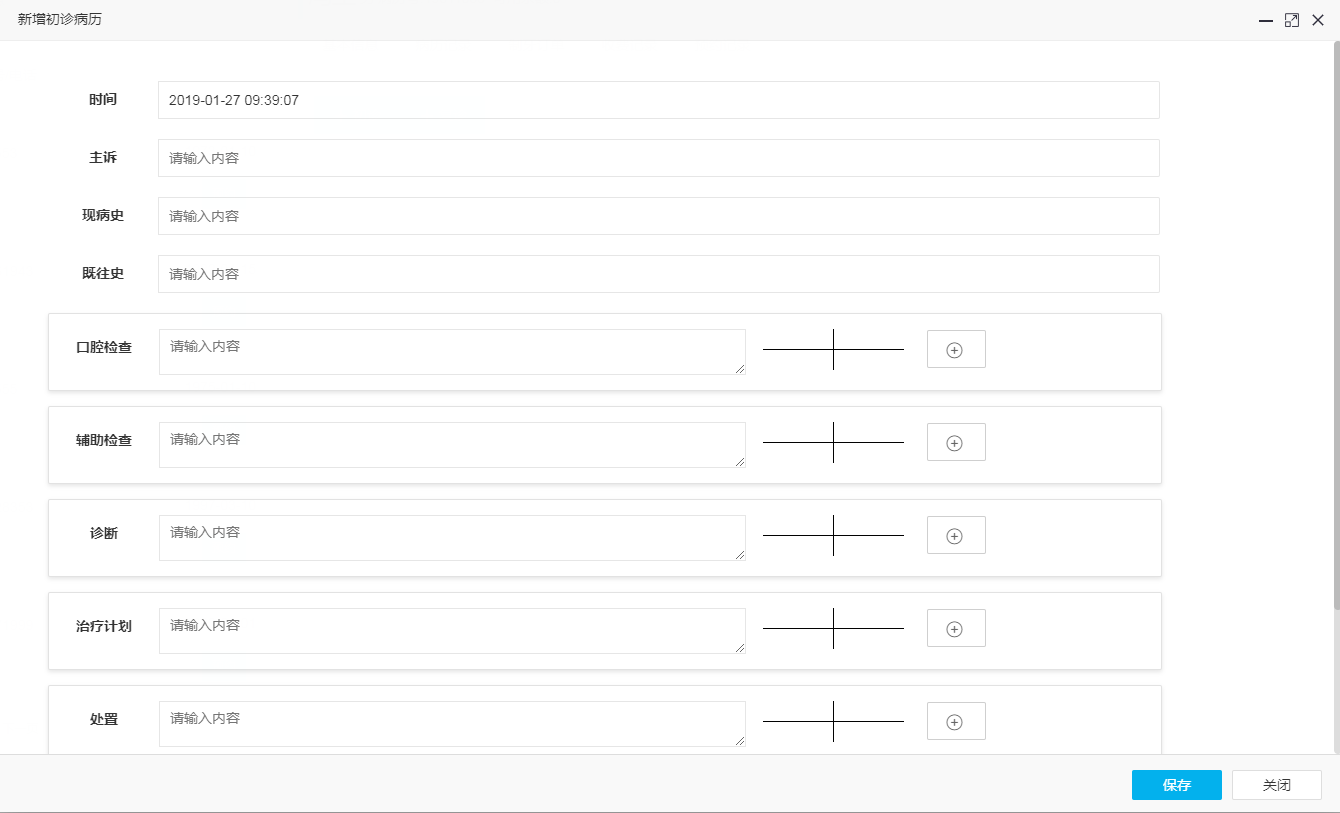 新增初诊病历
时间 2019-01-27 09:39:07
主诉 请输入内容
现病史 请输入内容
既往史 请输入内容
口腔检查 请输入内容
辅助检查 请输入内容
诊断 请输入内容
治疗计划 请输入内容
处置 请输入内容
保存 关闭